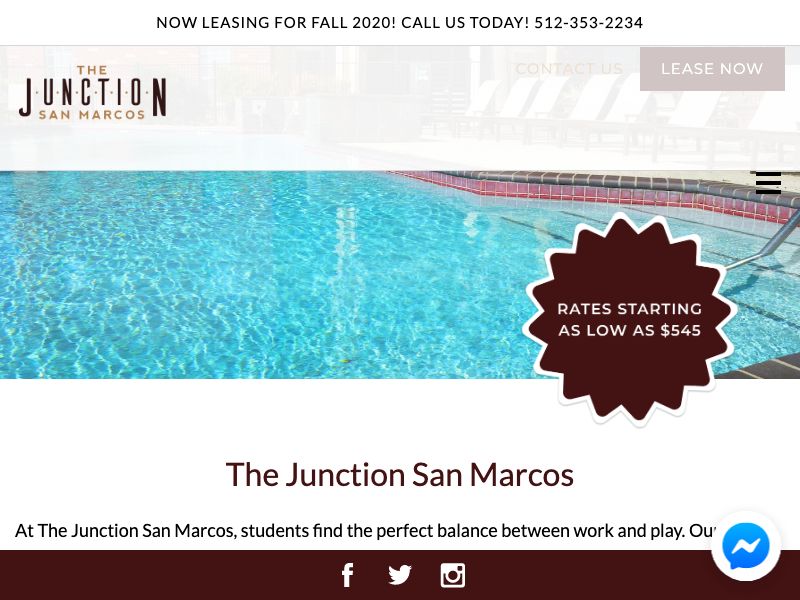 NOW LEASING FOR FALL 2020! CALL US TODAY! 512-353-2234
THE
JUNCTION
SAN MARCOS
CONTACT US
LEASE NOW
RATES STARTING
AS LOW AS $545
The Junction San Marcos
At The Junction San Marcos, students find the perfect balance between work and play. Our